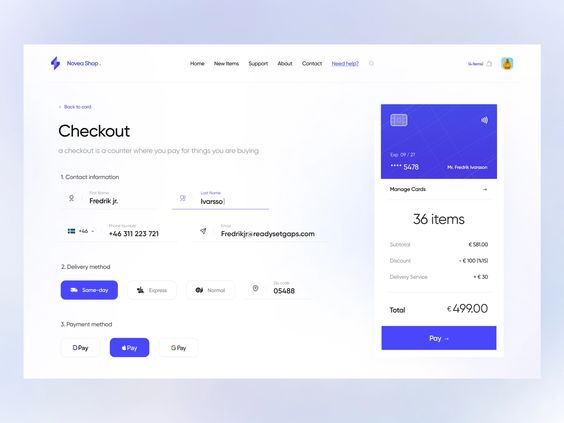 Novea Shop.
Home New Items Support About Contact Need help?
14 items
< Back to card
Checkout
a checkout is a counter where you pay for things you are buying
1. Contact information
First Name
Fredrik jr.
Last Name
Ivarsso
+46
Phone Number
+46 311 223 721
Email
Fredrikjr@readysetgaps.com
2. Delivery method
Same-day
Express
Normal
Zip code
05488
3. Payment method
Pay
Pay
G Pay
Exp 09 / 27
**** 5478
Mr. Fredrik Ivarsson
Manage Cards →
36 items
Subtotal € 581.00
Discount - € 100 (%15)
Delivery Service + € 30
Total € 499.00
Pay →